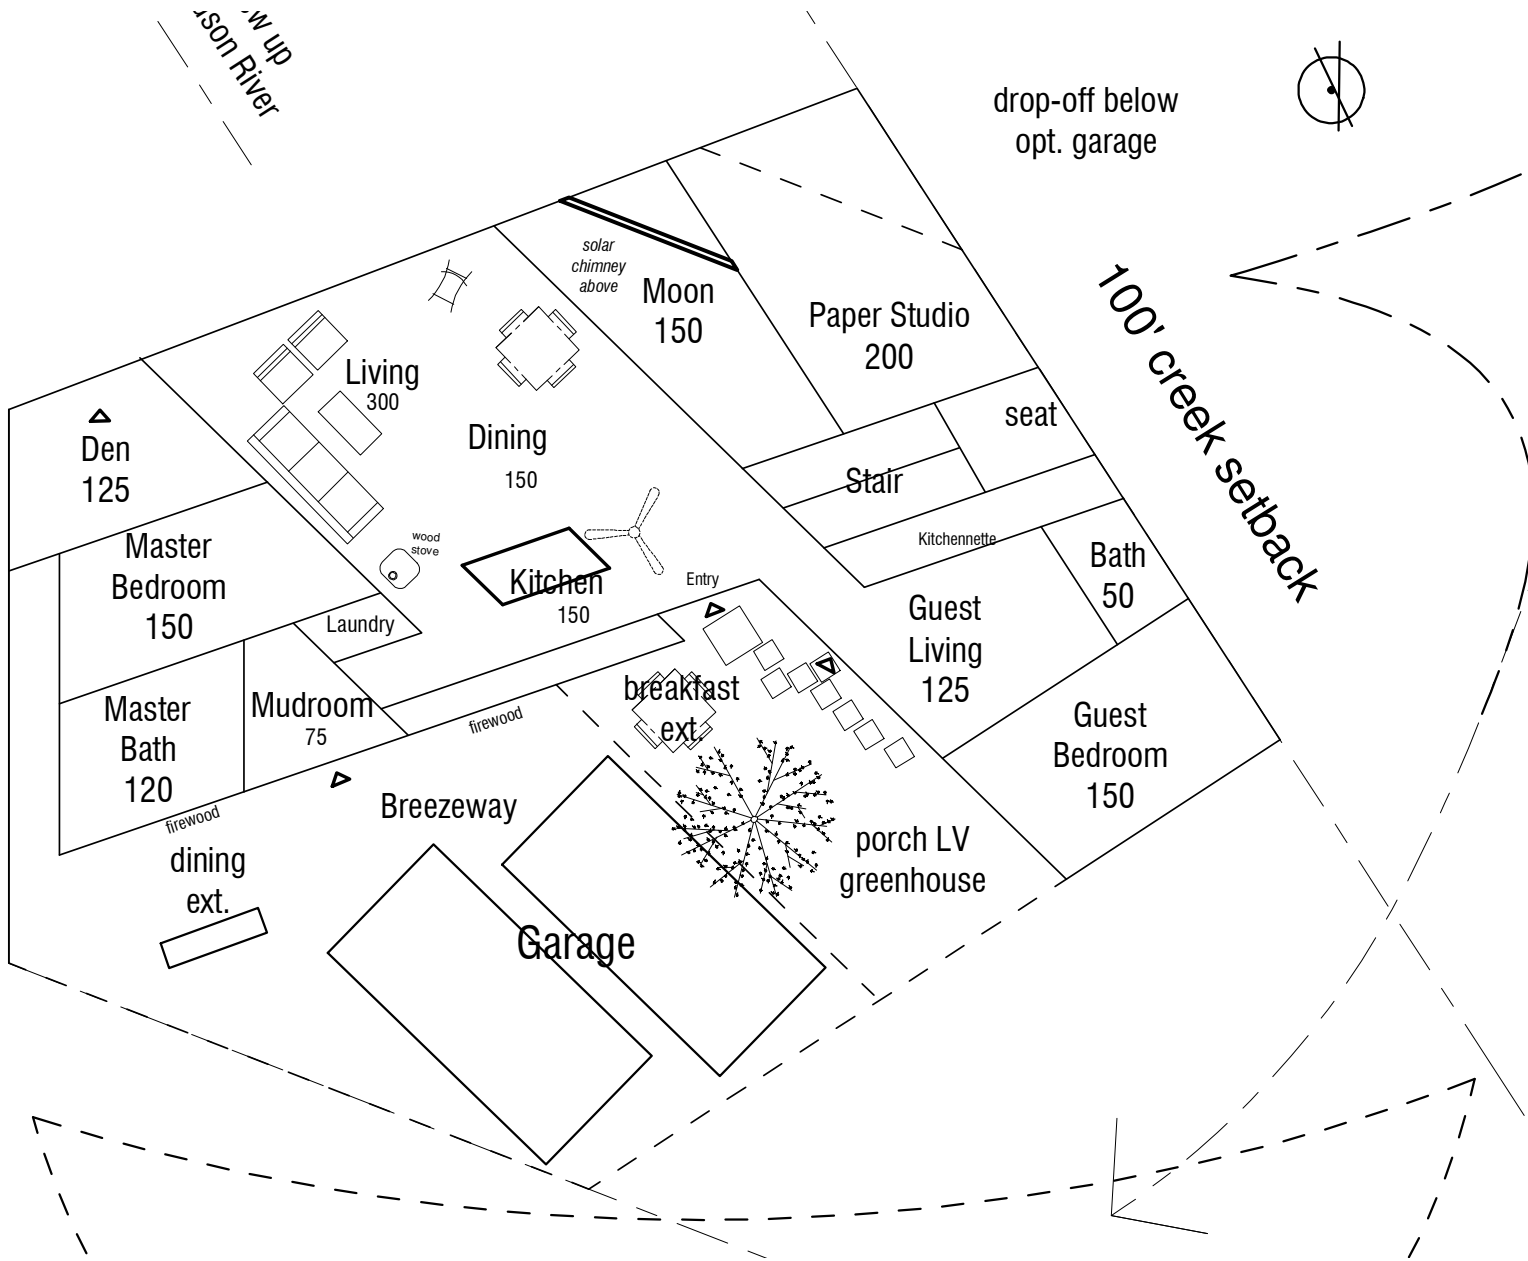 up
River
drop-off below
opt. garage
100' creek setback
solar
chimney
above
Moon
150
Paper Studio
200
seat
Stair
Kitchennette
Bath
50
Guest
Living
125
Guest
Bedroom
150
Living
300
Dining
150
Den
125
Master
Bedroom
150
wood
stove
Kitchen
150
Entry
Laundry
Master
Bath
120
Mudroom
75
firewood
firewood
breakfast
ext.
Breezeway
dining
ext.
porch LV
greenhouse
Garage